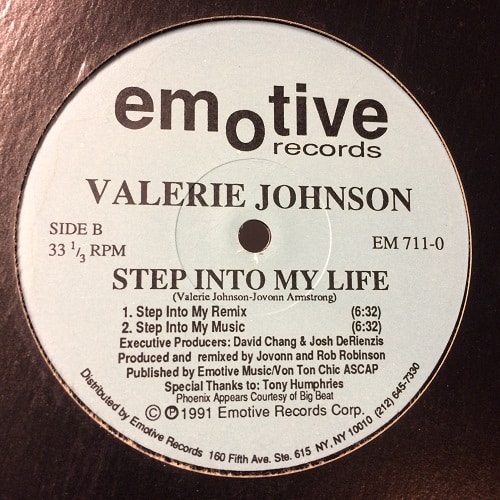 emotive
records
VALERIE JOHNSON
SIDE B
33 1/3 RPM
EM 711-0
STEP INTO MY LIFE
(Valerie Johnson-Jovonn Armstrong)
1. Step Into My Remix (6:32)
2. Step Into My Music (6:32)
Executive Producers: David Chang & Josh DeRienzis
Produced and remixed by Jovonn and Rob Robinson
Published by Emotive Music/Von Ton Chic ASCAP
Special Thanks to: Tony Humphries
Phoenix Appears Courtesy of Big Beat
© ℗ 1991 Emotive Records Corp.
Distributed by Emotive Records 160 Fifth Ave. Ste. 615 NY, NY 10010 (212) 645-7330